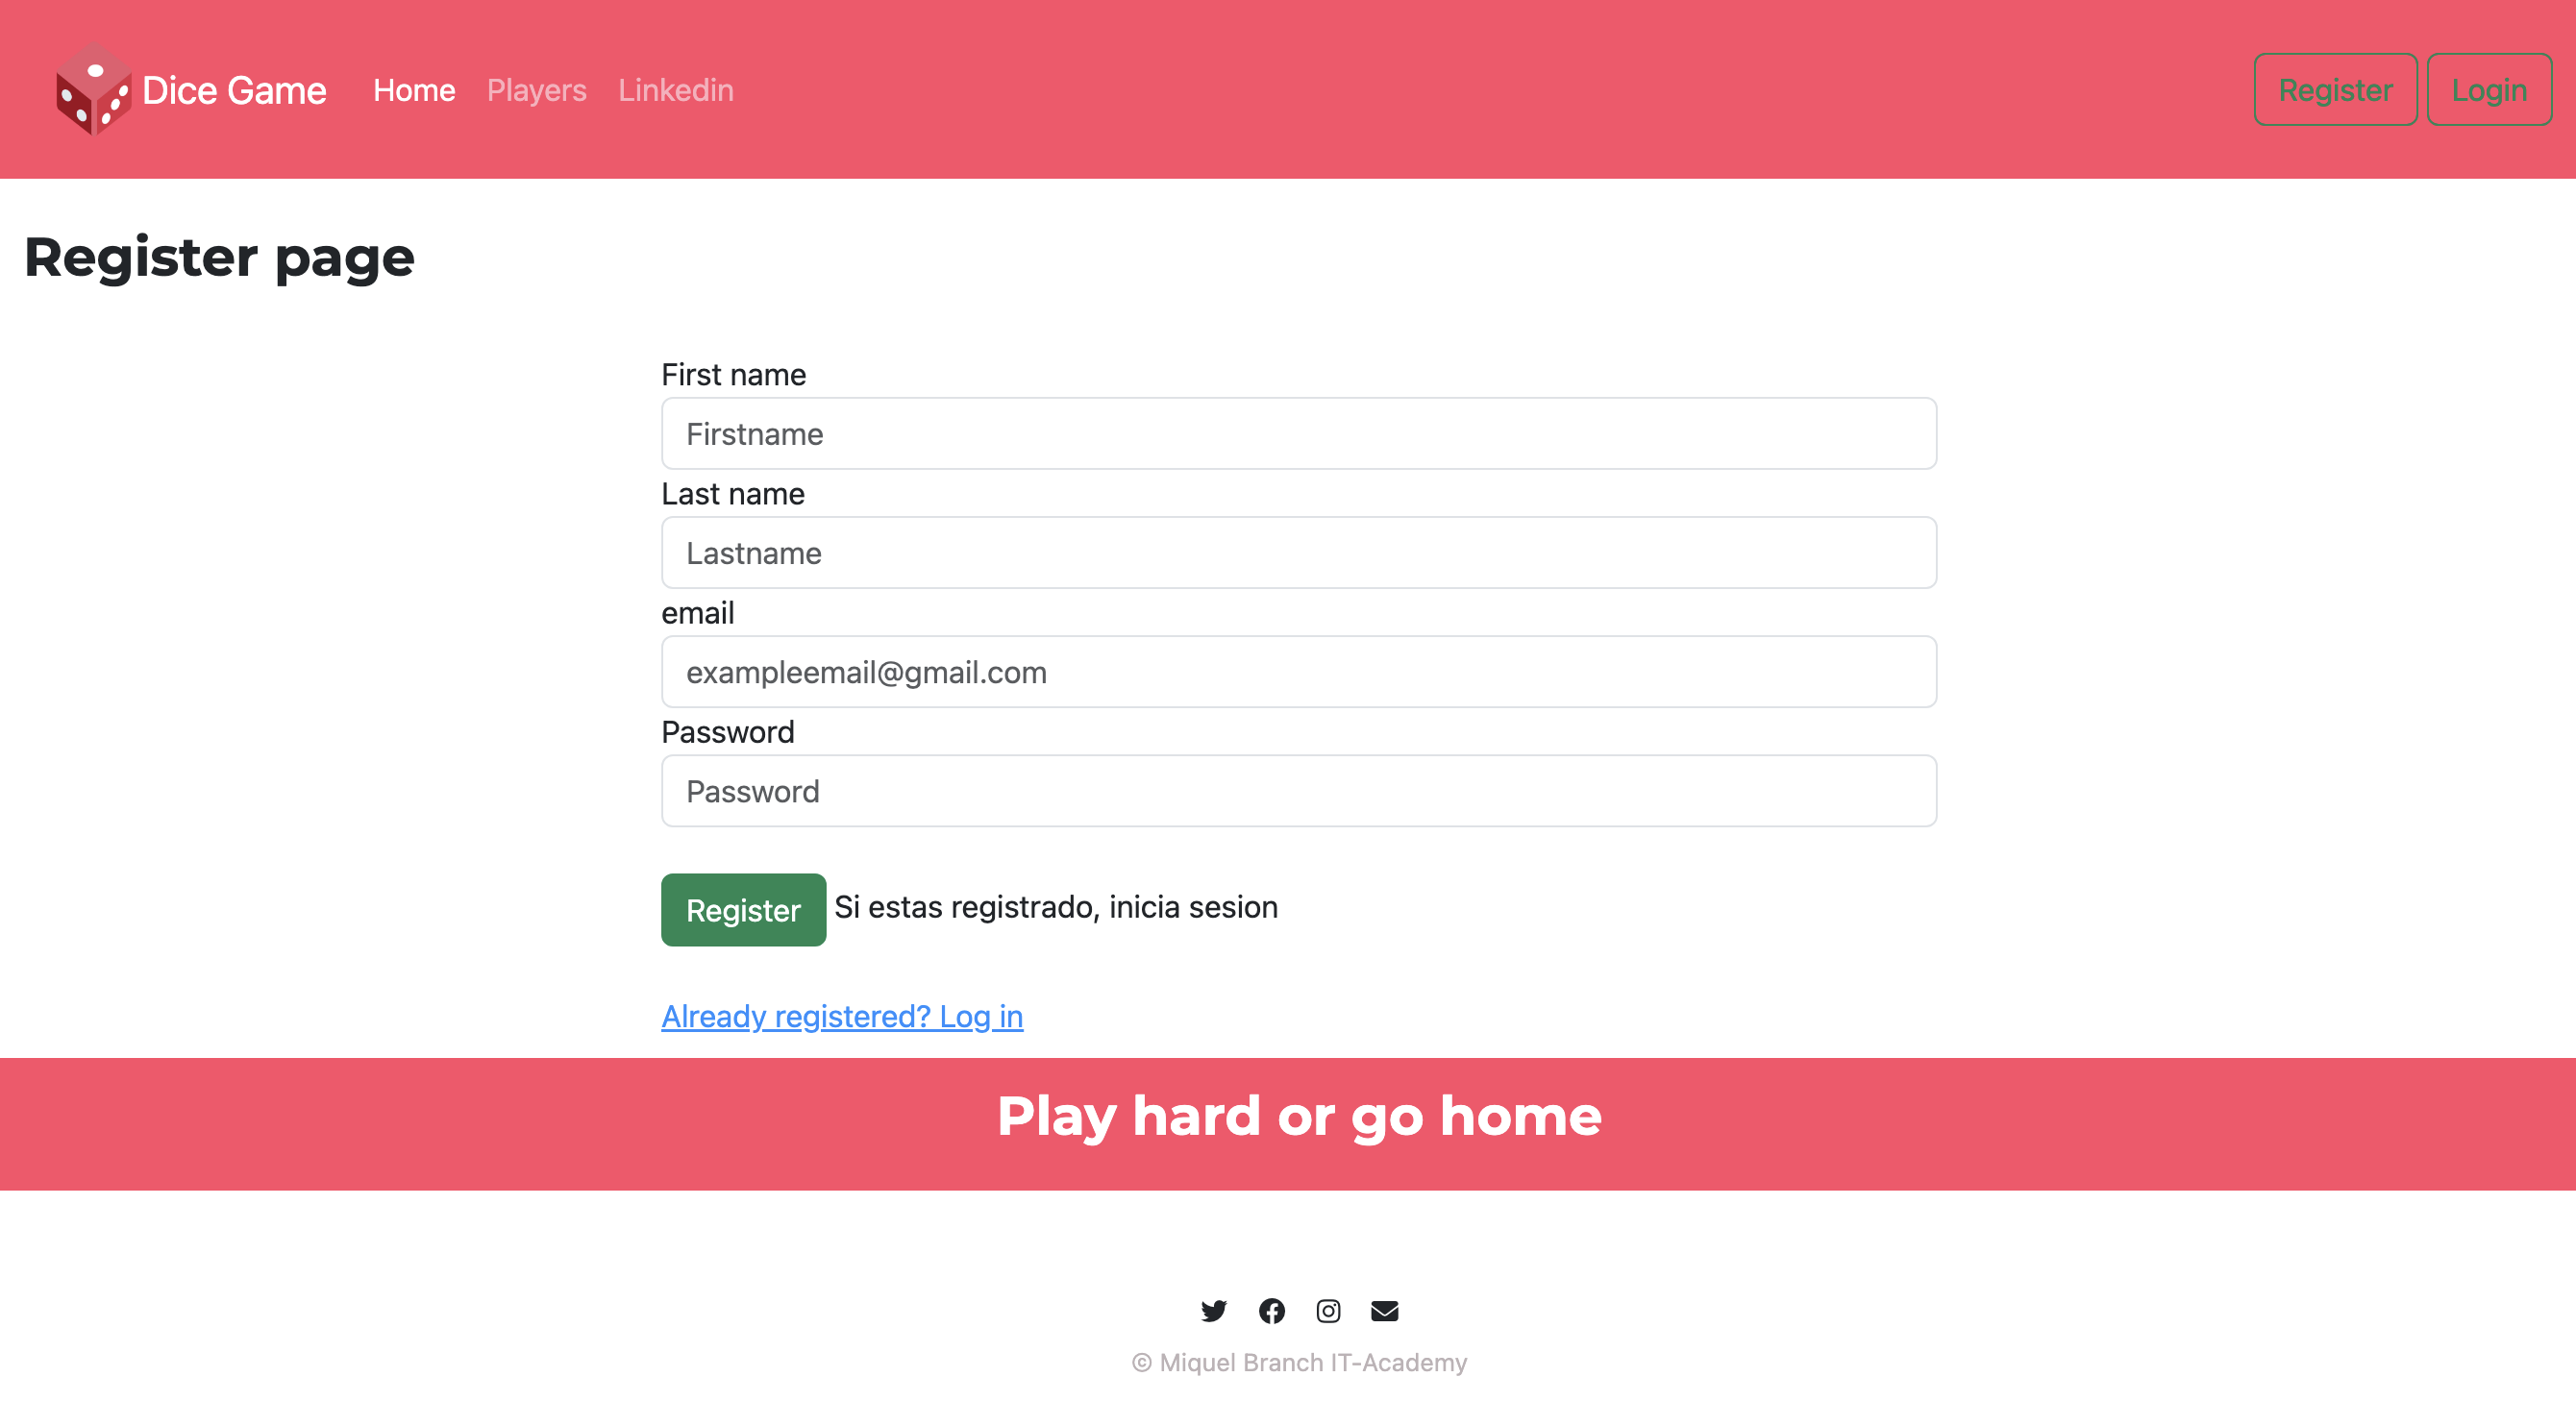 Dice Game Home Players Linkedin Register Login
Register page
First name
Firstname
Last name
Lastname
email
exampleemail@gmail.com
Password
Password
Register Si estas registrado, inicia sesion
Already registered? Log in
Play hard or go home
© Miquel Branch IT-Academy